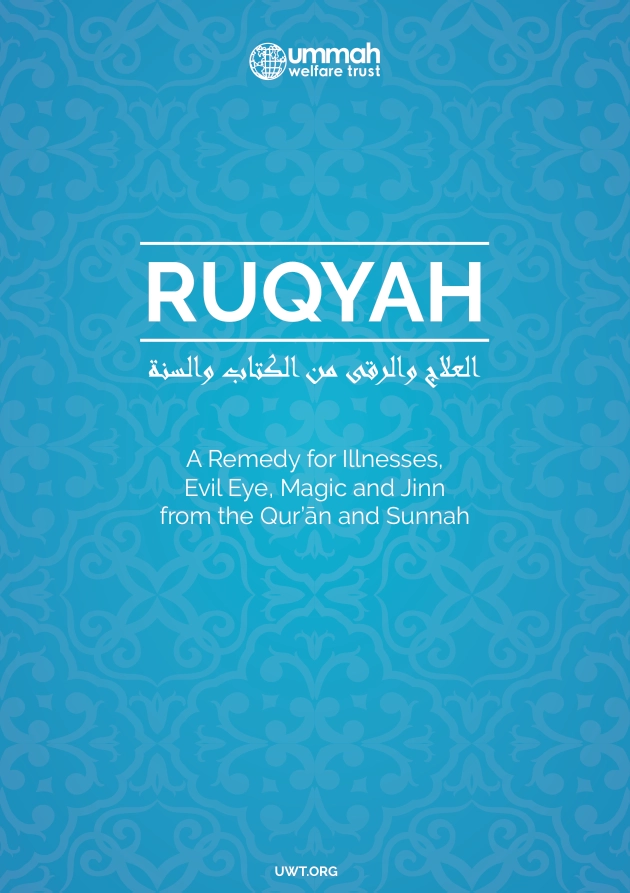 ummah
welfare trust
RUQYAH
العلاج والرقى من الكتاب والسنة
A Remedy for Illnesses,
Evil Eye, Magic and Jinn
from the Qur'ān and Sunnah
UWT.ORG